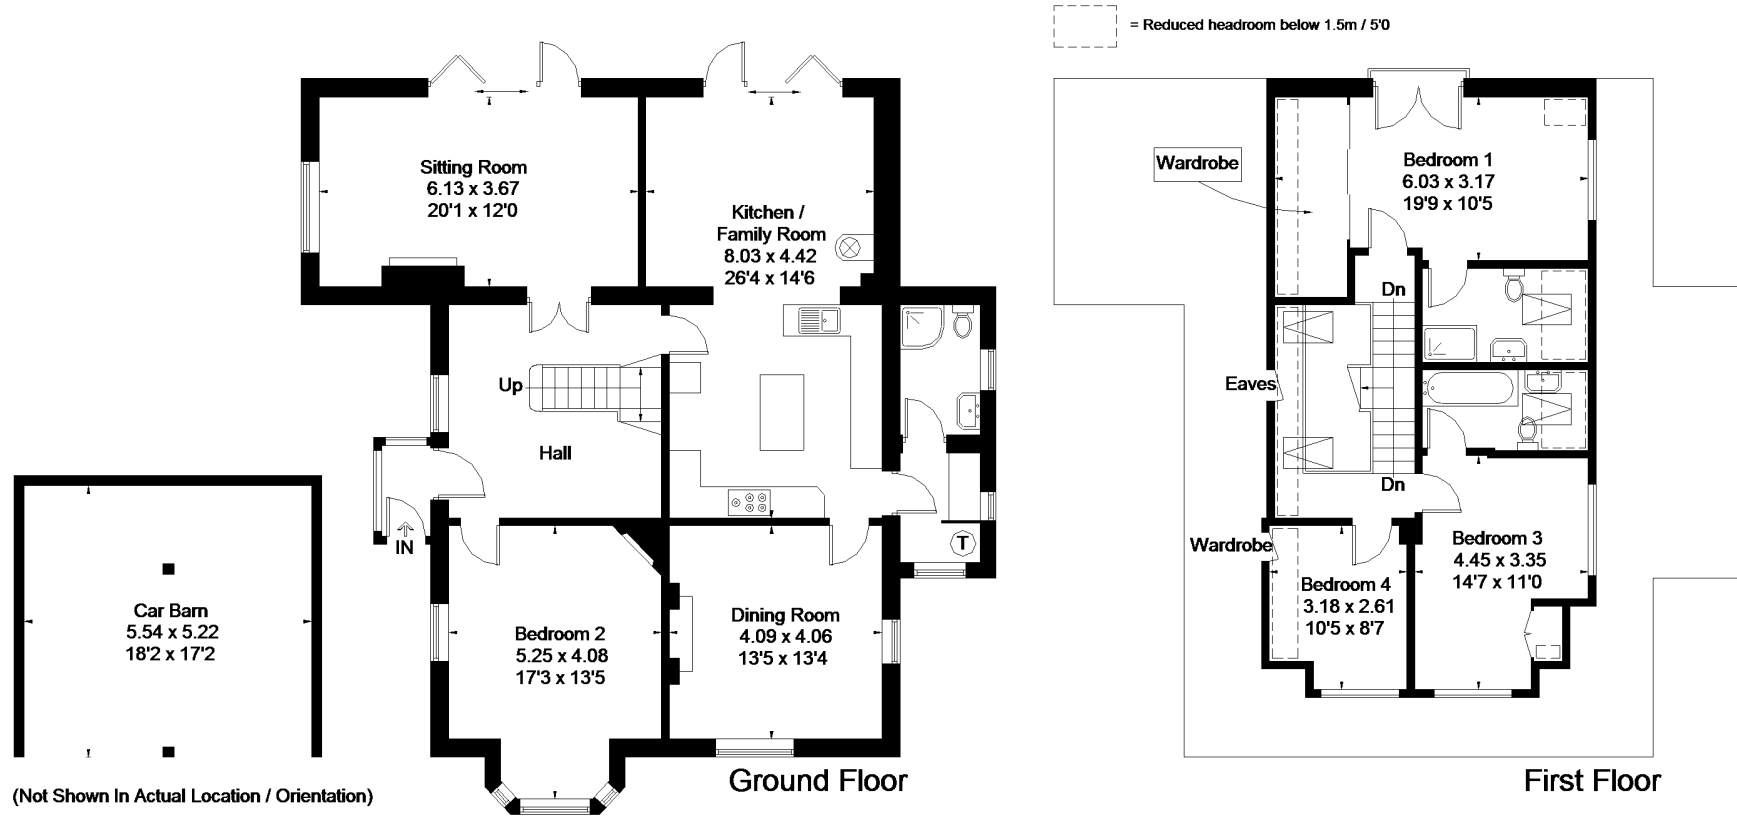 = Reduced headroom below 1.5m / 5'0
Sitting Room
6.13 x 3.67
20'1 x 12'0
Kitchen /
Family Room
8.03 x 4.42
26'4 x 14'6
Up
Hall
IN
T
Car Barn
5.54 x 5.22
18'2 x 17'2
Bedroom 2
5.25 x 4.08
17'3 x 13'5
Dining Room
4.09 x 4.06
13'5 x 13'4
(Not Shown In Actual Location / Orientation)
Ground Floor
Wardrobe
Bedroom 1
6.03 x 3.17
19'9 x 10'5
Dn
Eaves
Dn
Wardrobe
Bedroom 3
4.45 x 3.35
14'7 x 11'0
Bedroom 4
3.18 x 2.61
10'5 x 8'7
First Floor